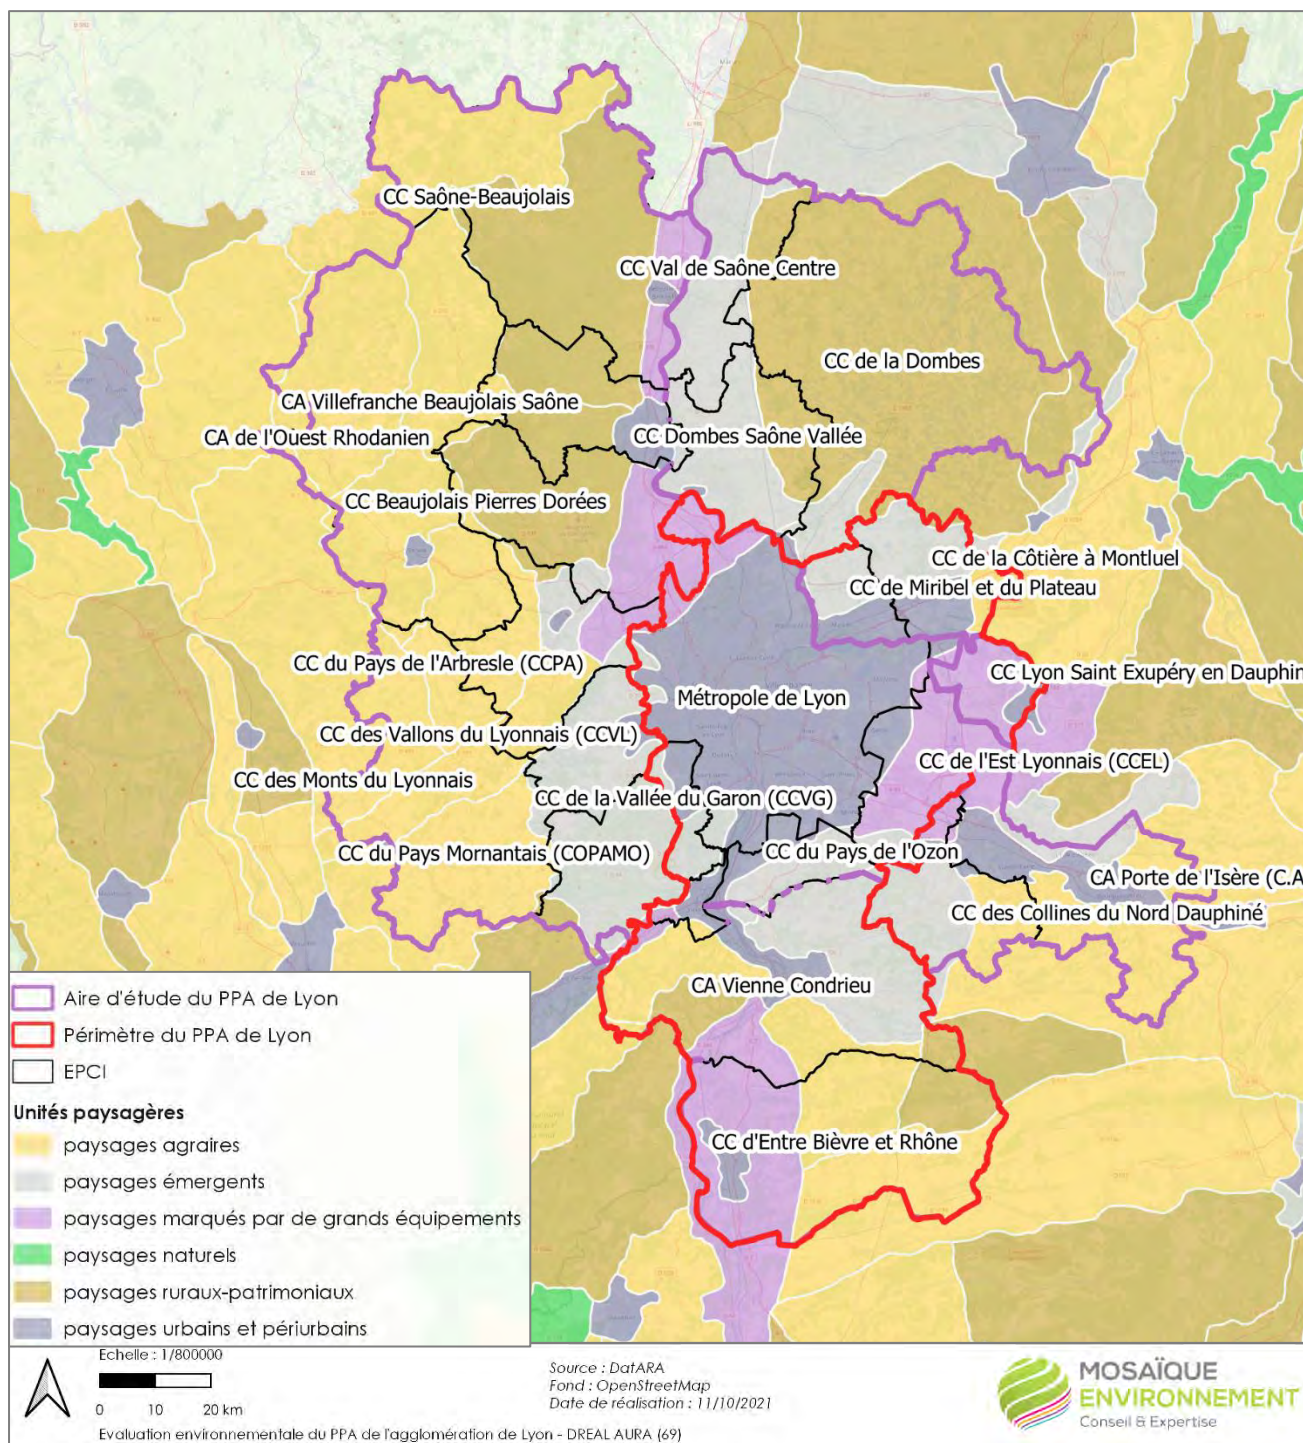 CC Saône-Beaujolais
CC Val de Saône Centre
CC de la Dombes
CA Villefranche Beaujolais Saône
CA de l'Ouest Rhodanien
CC Dombes Saône Vallée
CC Beaujolais Pierres Dorées
CC de la Côtière à Montluel
CC de Miribel et du Plateau
CC du Pays de l'Arbresle (CCPA)
CC Lyon Saint Exupéry en Dauphin
Métropole de Lyon
CC des Vallons du Lyonnais (CCVL)
CC de l'Est Lyonnais (CCEL)
CC des Monts du Lyonnais
CC de la Vallée du Garon (CCVG)
CC du Pays Mornantais (COPAMO)
CC du Pays de l'Ozon
CA Porte de l'Isère (C.A
CC des Collines du Nord Dauphiné
CA Vienne Condrieu
CC d'Entre Bièvre et Rhône
Aire d'étude du PPA de Lyon
Périmètre du PPA de Lyon
EPCI
Unités paysagères
paysages agraires
paysages émergents
paysages marqués par de grands équipements
paysages naturels
paysages ruraux-patrimoniaux
paysages urbains et périurbains
Echelle : 1/800000
0 10 20 km
Source : DatARA
Fond : OpenStreetMap
Date de réalisation : 11/10/2021
Evaluation environnementale du PPA de l'agglomération de Lyon - DREAL AURA (69)
MOSAÏQUE
ENVIRONNEMENT
Conseil & Expertise